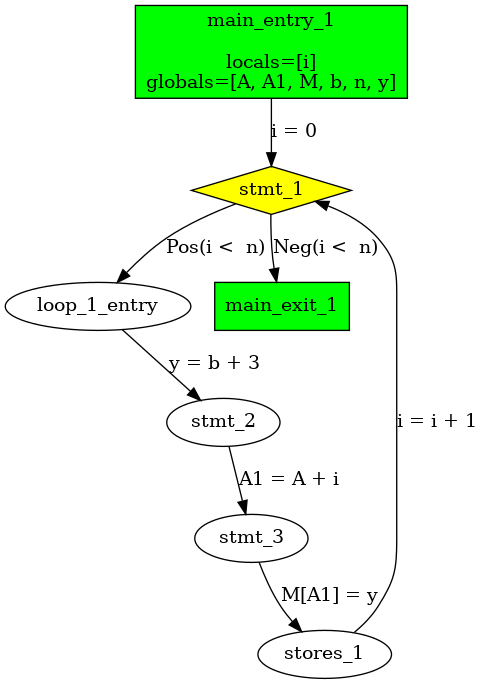 main_entry_1
locals=[i]
globals=[A, A1, M, b, n, y]
i = 0
stmt_1
Pos(i <  n)
Neg(i <  n)
loop_1_entry
main_exit_1
y = b + 3
stmt_2
i = i + 1
A1 = A + i
stmt_3
M[A1] = y
stores_1